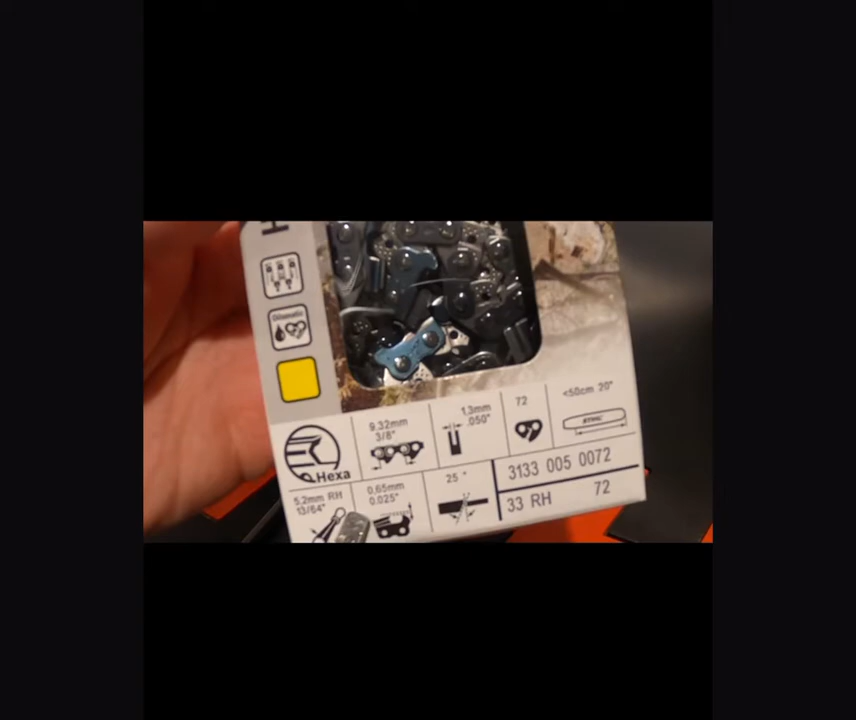 H
Oilomatic
9,32mm
3/8"
1,3mm
.050"
72
<50cm 20"
STIHL
Hexa
5,2mm RH
13/64"
0,65mm
0.025"
25 °
3133 005 0072
33 RH 72